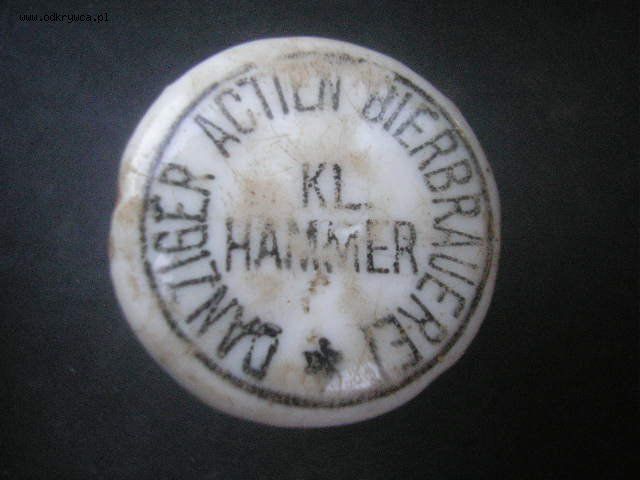 www.odkrywca.pl
DANZIGER ACTIEN BIERBRAUEREI
KL.
HAMMER